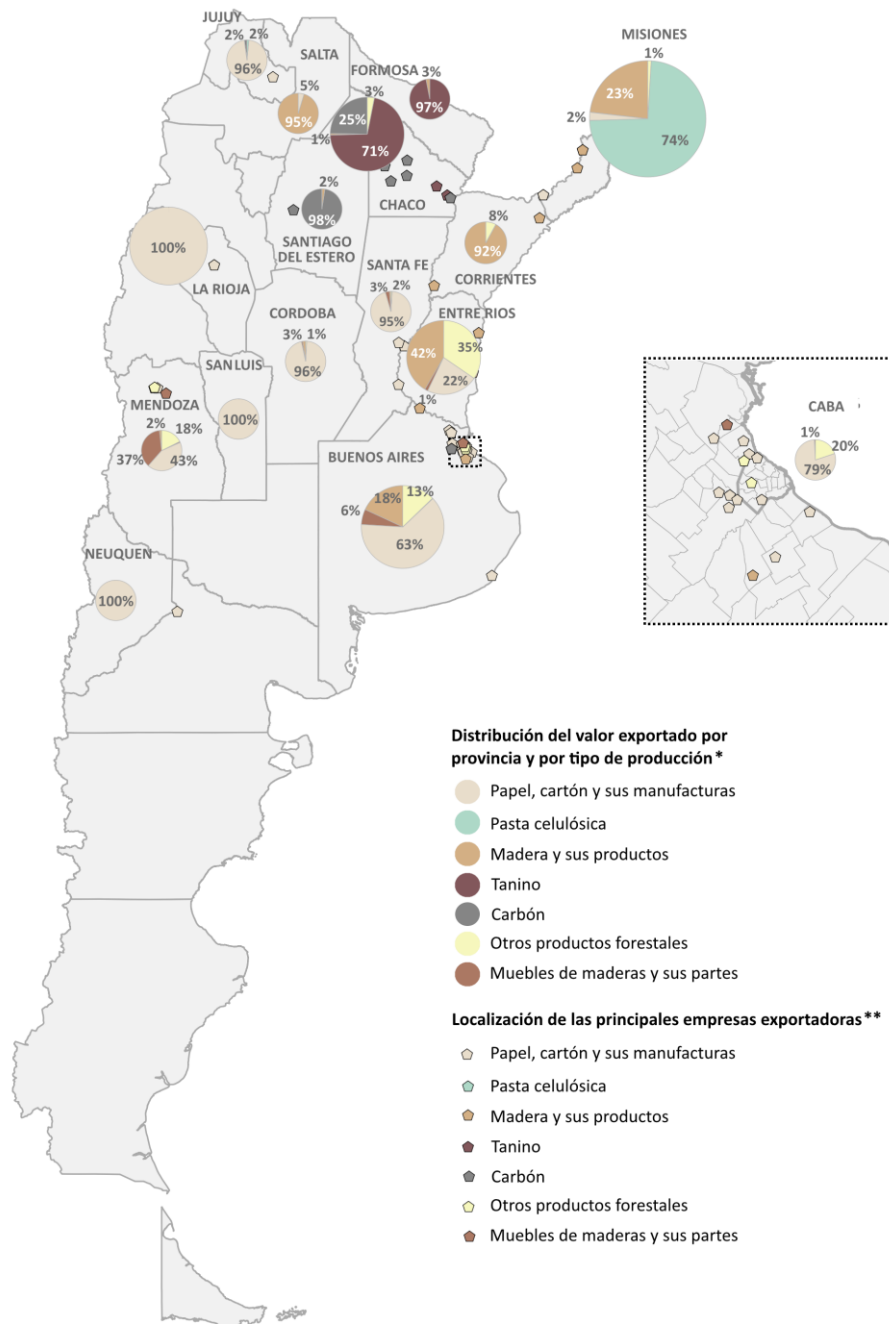 JUJUY
2% 2%
96%
SALTA
5%
95%
FORMOSA
3%
97%
3%
25%
1%
71%
CHACO
MISIONES
1%
23%
2%
74%
2%
98%
SANTIAGO
DEL ESTERO
8%
92%
CORRIENTES
100%
LA RIOJA
SANTA FE
3% 2%
95%
CORDOBA
3% 1%
96%
ENTRE RIOS
42%
35%
22%
1%
SAN LUIS
100%
MENDOZA
2% 18%
37% 43%
BUENOS AIRES
18% 13%
6%
63%
CABA
1%
20%
79%
NEUQUEN
100%
Distribución del valor exportado por
provincia y por tipo de producción*
Papel, cartón y sus manufacturas
Pasta celulósica
Madera y sus productos
Tanino
Carbón
Otros productos forestales
Muebles de maderas y sus partes
Localización de las principales empresas exportadoras**
Papel, cartón y sus manufacturas
Pasta celulósica
Madera y sus productos
Tanino
Carbón
Otros productos forestales
Muebles de maderas y sus partes